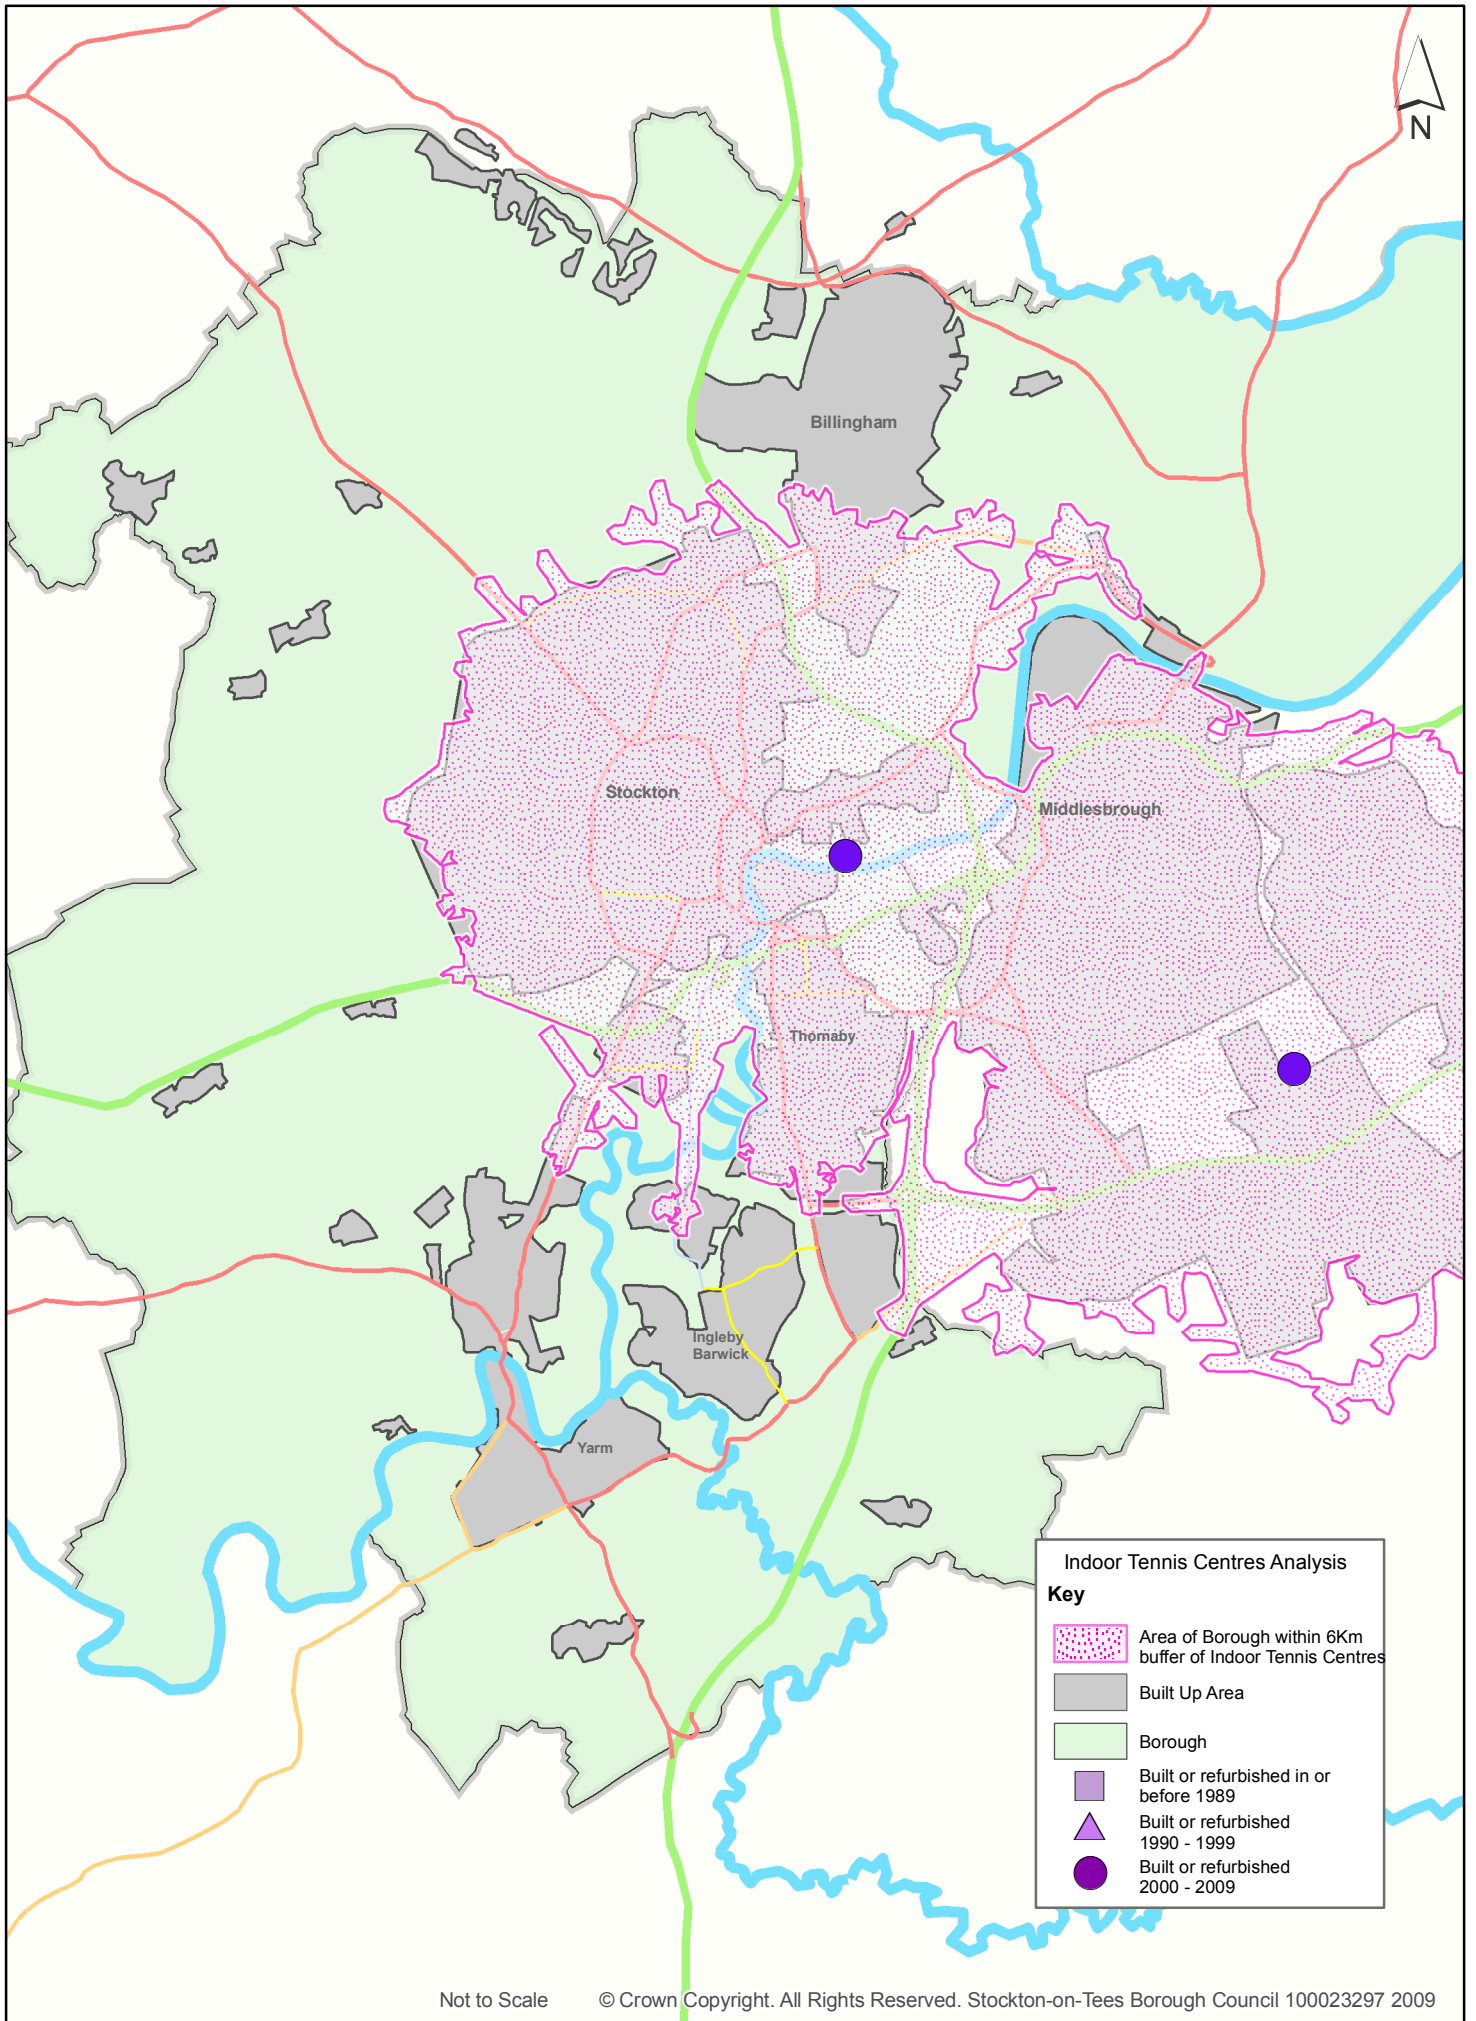 N
Billingham
Stockton
Middlesbrough
Thornaby
Ingleby
Barwick
Yarm
Indoor Tennis Centres Analysis
Key
Area of Borough within 6Km
buffer of Indoor Tennis Centres
Built Up Area
Borough
Built or refurbished in or
before 1989
Built or refurbished
1990 - 1999
Built or refurbished
2000 - 2009
Not to Scale © Crown Copyright. All Rights Reserved. Stockton-on-Tees Borough Council 100023297 2009